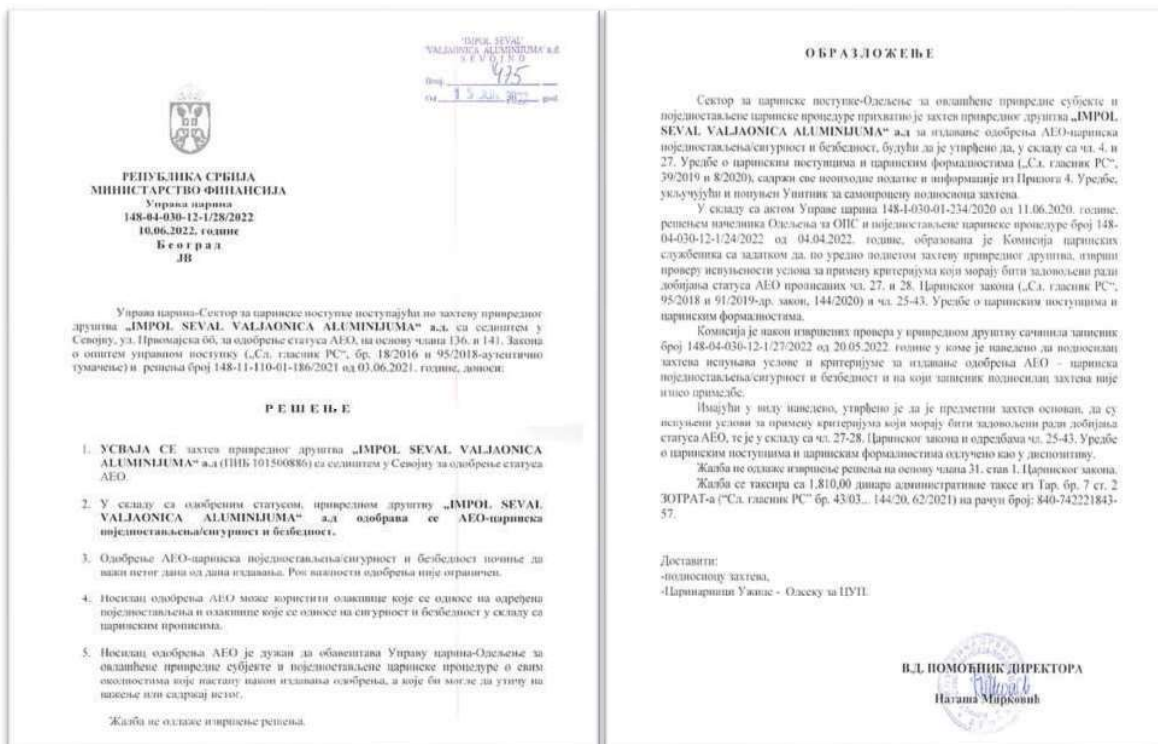 "IMPOL SEVAL"
"VALJAONICA ALUMINIJUMA" a.d.
SEVOJNO
Број 475
Од 15 2022 год
РЕПУБЛИКА СРБИЈА
МИНИСТАРСТВО ФИНАНСИЈА
Управа царина
148-04-030-12-1/28/2022
10.06.2022. године
Београд
ЈВ
Управа царина-Сектор за царинске поступке поступајући по захтеву привредног
друштва „IMPOL SEVAL VALJAONICA ALUMINIJUMA“ а.д. са седиштем у
Севојну, ул. Првомајска бб, за одобрење статуса АЕО, на основу члана 136. и 141. Закона
о општем управном поступку („Сл. гласник РС“, бр. 18/2016 и 95/2018-аутентично
тумачење) и решења број 148-11-110-01-186/2021 од 03.06.2021. године, доноси:
РЕШЕЊЕ
1. УСВАЈА СЕ захтев привредног друштва „IMPOL SEVAL VALJAONICA
ALUMINIJUMA“ а.д (ПИБ 101500886) са седиштем у Севојну за одобрење статуса
АЕО.
2. У складу са одобреним статусом, привредном друштву „IMPOL SEVAL
VALJAONICA ALUMINIJUMA“ а.д одобрава се АЕО-царинска
поједностављења/сигурност и безбедност.
3. Одобрење АЕО-царинска поједностављења/сигурност и безбедност почиње да
важи петог дана од дана издавања. Рок важности одобрења није ограничен.
4. Носилац одобрења АЕО може користити олакшице које се односе на одређена
поједностављења и олакшице које се односе на сигурност и безбедност у складу са
царинским прописима.
5. Носилац одобрења АЕО је дужан да обавештава Управу царина-Одељење за
овлашћене привредне субјекте и поједностављене царинске процедуре о свим
околностима које настану након издавања одобрења, а које би могле да утичу на
важење или садржај истог.
Жалба не одлаже извршење решења.
ОБРАЗЛОЖЕЊЕ
Сектор за царинске поступке-Одељење за овлашћене привредне субјекте и
поједностављене царинске процедуре прихватио је захтев привредног друштва „IMPOL
SEVAL VALJAONICA ALUMINIJUMA“ а.д за издавање одобрења АЕО-царинска
поједностављења/сигурност и безбедност, будући да је утврђено да, у складу са чл. 4. и
27. Уредбе о царинским поступцима и царинским формалностима („Сл. гласник РС“,
39/2019 и 8/2020), садржи све неопходне податке и информације из Прилога 4. Уредбе,
укључујући и попуњен Упитник за самопроцену подносиоца захтева.
У складу са актом Управе царина 148-I-030-01-234/2020 од 11.06.2020. године,
решењем начелника Одељења за ОПС и поједностављене царинске процедуре број 148-
04-030-12-1/24/2022 од 04.04.2022. године, образована је Комисија царинских
службеника са задатком да, по уредно поднетом захтеву привредног друштва, изврши
проверу испуњености услова за примену критеријума који морају бити задовољени ради
добијања статуса АЕО прописаних чл. 27. и 28. Царинског закона („Сл. гласник РС“,
95/2018 и 91/2019-др. закон, 144/2020) и чл. 25-43. Уредбе о царинским поступцима и
царинским формалностима.
Комисија је након извршених провера у привредном друштву сачинила записник
број 148-04-030-12-1/27/2022 од 20.05.2022. године у коме је наведено да подносилац
захтева испуњава услове и критеријуме за издавање одобрења АЕО - царинска
поједностављења/сигурност и безбедност и на који записник подносилац захтева није
изнео примедбе.
Имајући у виду наведено, утврђено је да је предметни захтев основан, да су
испуњени услови за примену критеријума који морају бити задовољени ради добијања
статуса АЕО, те је у складу са чл. 27-28. Царинског закона и одредбама чл. 25-43. Уредбе
о царинским поступцима и царинским формалностима одлучено као у диспозитиву.
Жалба не одлаже извршење решења на основу члана 31. став 1. Царинског закона.
Жалба се таксира са 1.810,00 динара административне таксе из Тар. бр. 7 ст. 2
ЗОТРАТ-а (“Сл. гласник РС” бр. 43/03... 144/20, 62/2021) на рачун број: 840-742221843-
57.
Доставити:
-подносиоцу захтева,
-Царинарници Ужице - Одсеку за ЦУП.
В.Д. ПОМОЋНИК ДИРЕКТОРА
Наташа Мирковић